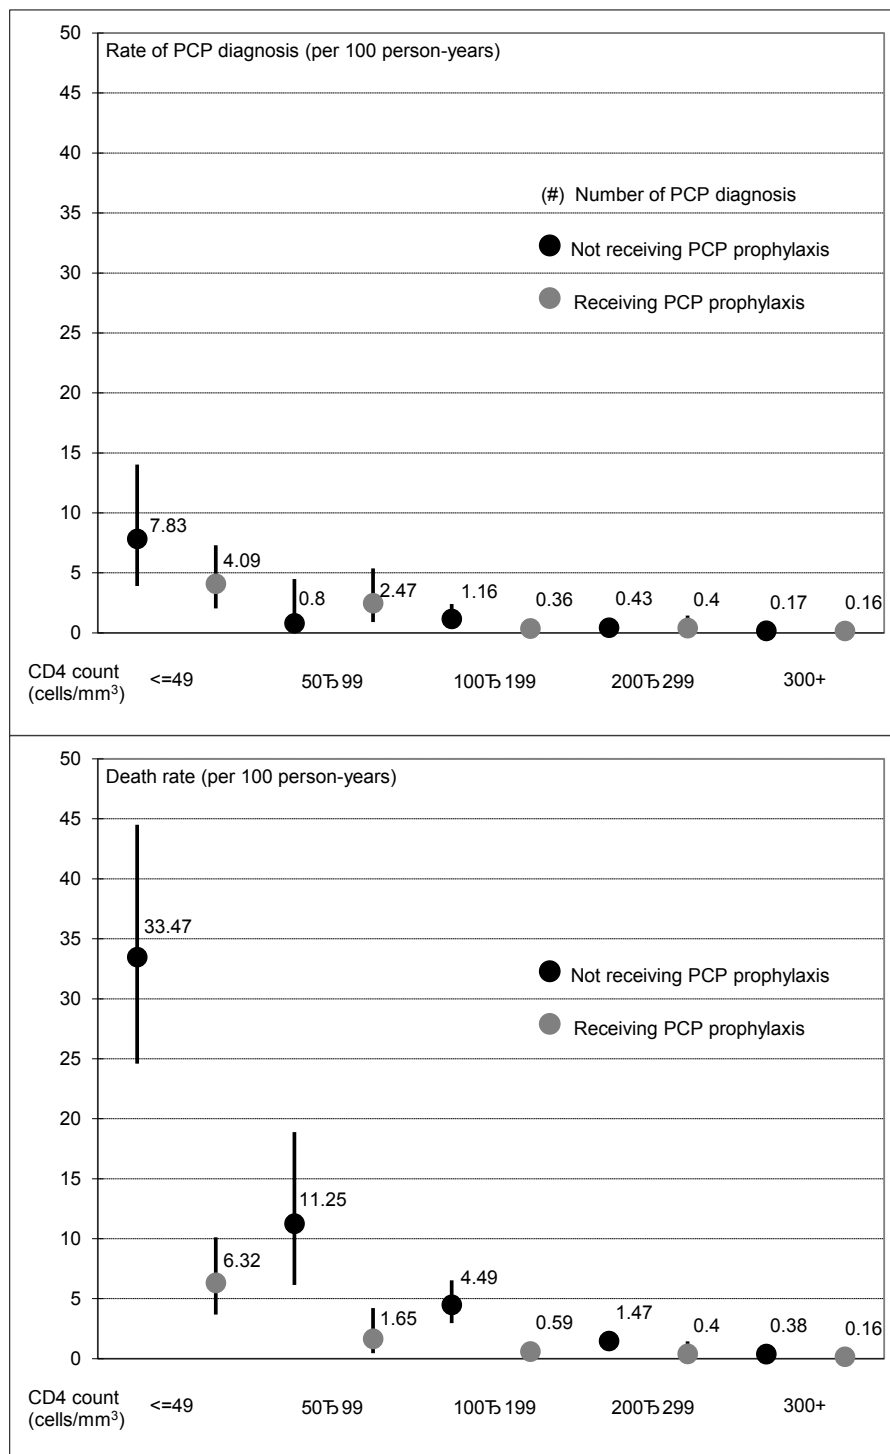 50
Rate of PCP diagnosis (per 100 person-years)
45
40
(#) Number of PCP diagnosis
35
Not receiving PCP prophylaxis
30
Receiving PCP prophylaxis
25
20
15
10
7.83
5
4.09
0.8
2.47
1.16
0.36
0.43
0.4
0.17
0.16
0
CD4 count
(cells/mm³)
<=49
50Ђ99
100Ђ199
200Ђ299
300+
50
Death rate (per 100 person-years)
45
40
35
33.47
Not receiving PCP prophylaxis
30
Receiving PCP prophylaxis
25
20
15
11.25
10
6.32
5
1.65
4.49
0.59
1.47
0.4
0.38
0.16
0
CD4 count
(cells/mm³)
<=49
50Ђ99
100Ђ199
200Ђ299
300+